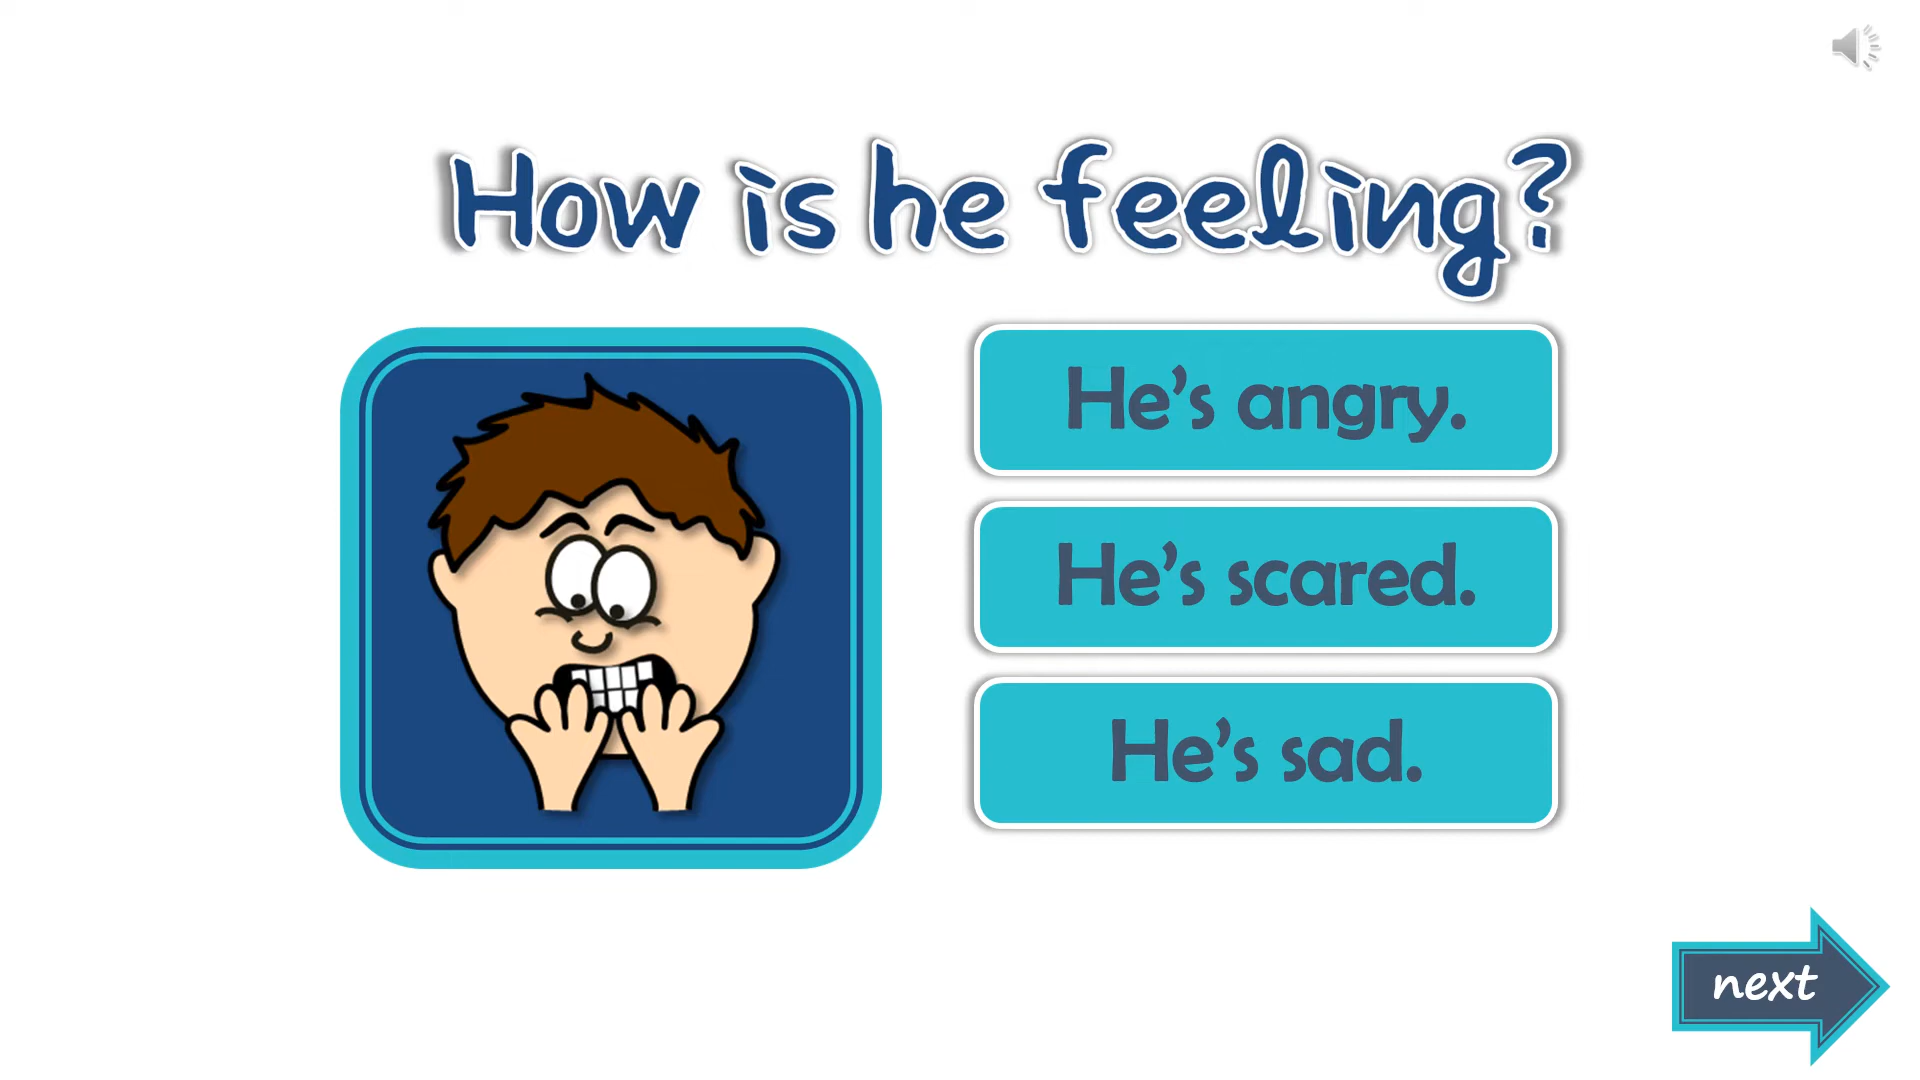 How is he feeling?
He’s angry.
He’s scared.
He’s sad.
next